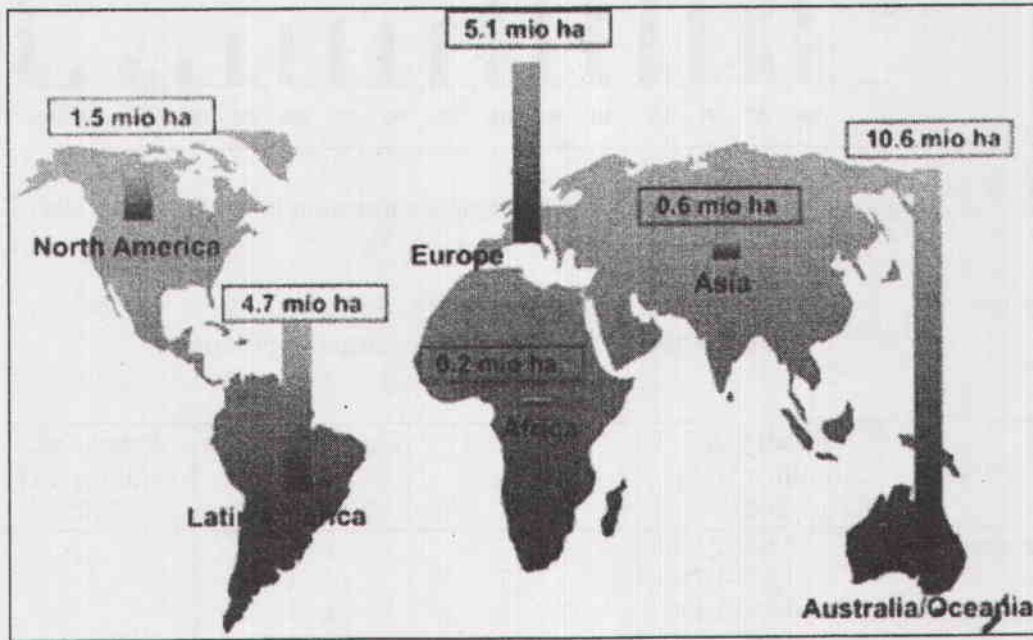 5.1 mio ha
1.5 mio ha
10.6 mio ha
0.6 mio ha
North America
Europe
Asia
4.7 mio ha
0.2 mio ha
Africa
Australia/Oceania